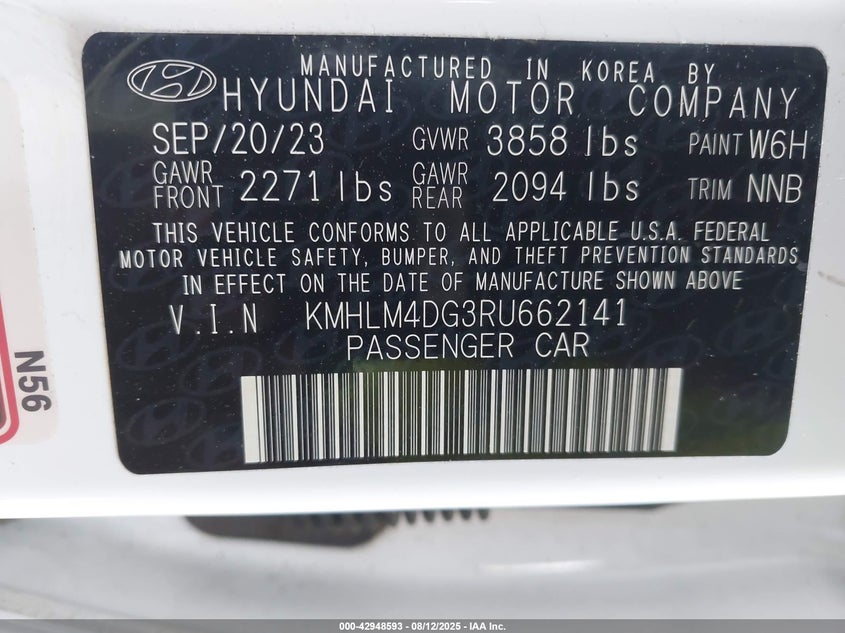 MANUFACTURED IN KOREA BY
HYUNDAI MOTOR COMPANY
SEP/20/23 GVWR 3858 lbs PAINT W6H
GAWR FRONT 2271 lbs GAWR REAR 2094 lbs TRIM NNB
THIS VEHICLE CONFORMS TO ALL APPLICABLE U.S.A. FEDERAL
MOTOR VEHICLE SAFETY, BUMPER, AND THEFT PREVENTION STANDARDS
IN EFFECT ON THE DATE OF MANUFACTURE SHOWN ABOVE
V.I.N KMHLM4DG3RU662141
PASSENGER CAR
N56
000-42948593 - 08/12/2025 - IAA Inc.